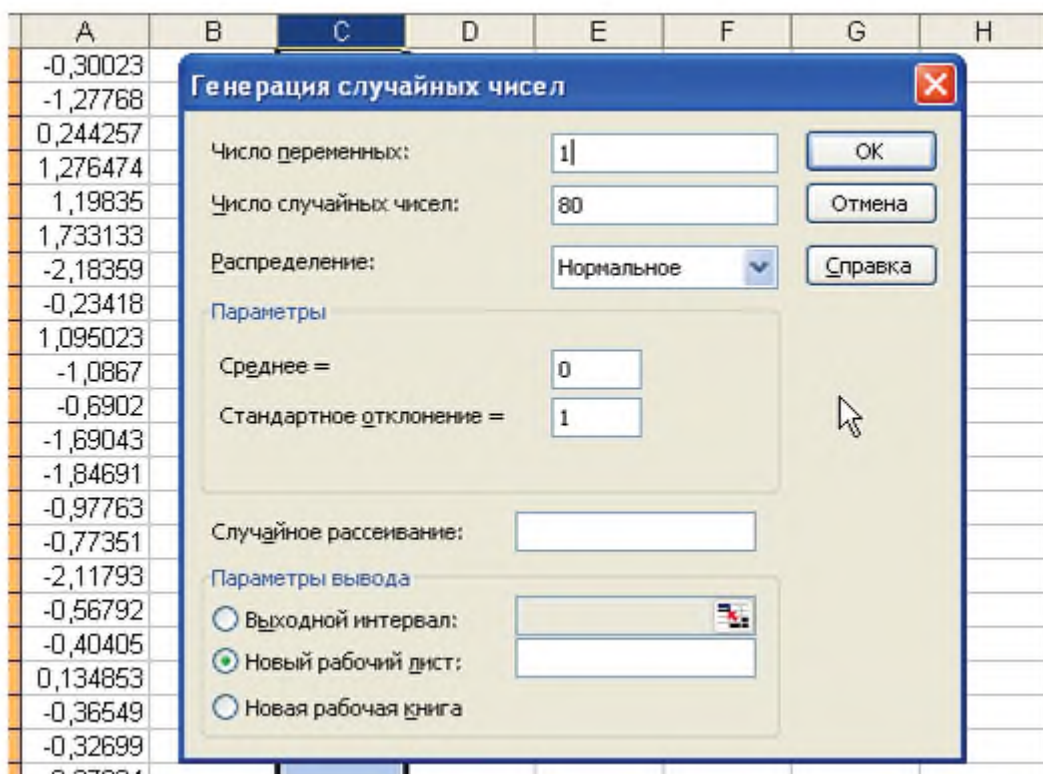 A B C D E F G H
-0,30023
-1,27768
0,244257
1,276474
1,19835
1,733133
-2,18359
-0,23418
1,095023
-1,0867
-0,6902
-1,69043
-1,84691
-0,97763
-0,77351
-2,11793
-0,56792
-0,40405
0,134853
-0,36549
-0,32699
Генерация случайных чисел
Число переменных: 1 ОК
Число случайных чисел: 80 Отмена
Распределение: Нормальное Справка
Параметры
Среднее = 0
Стандартное отклонение = 1
Случайное рассеивание:
Параметры вывода
Выходной интервал:
Новый рабочий лист:
Новая рабочая книга